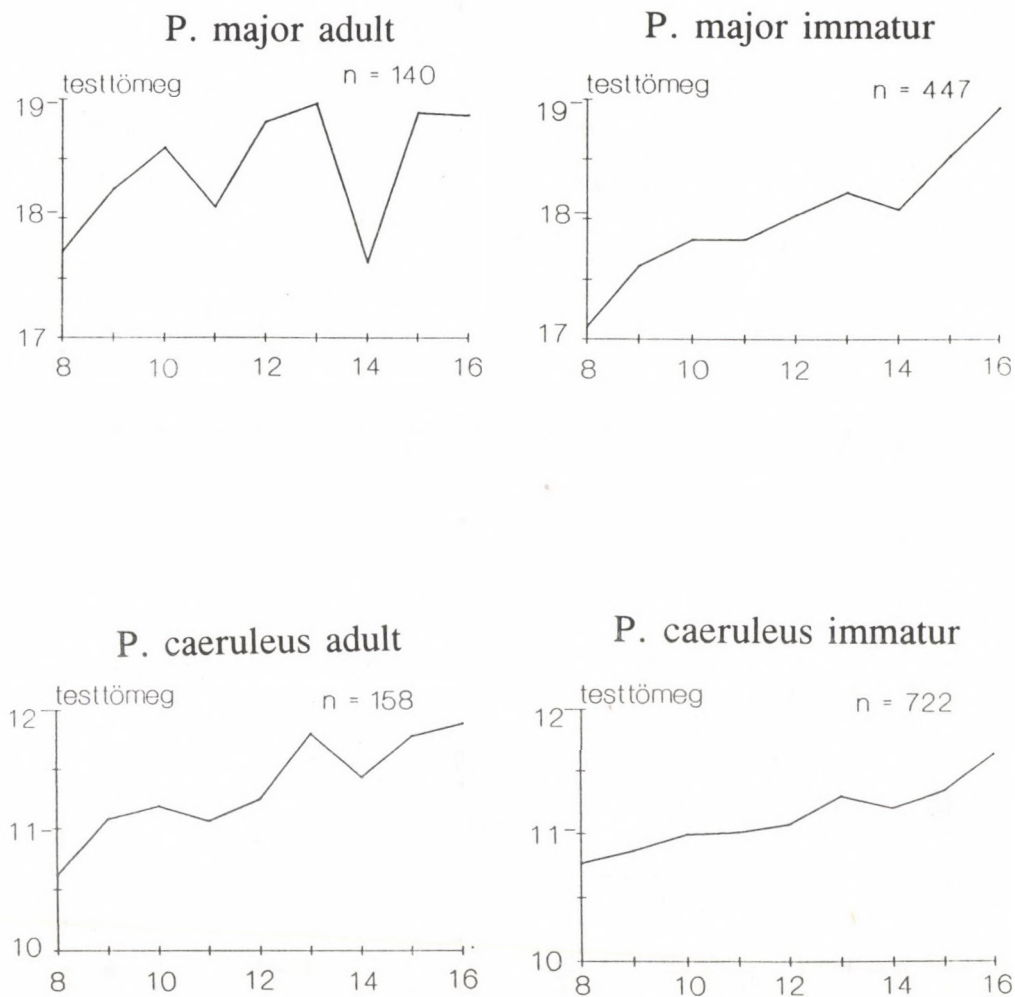 P. major adult
testtömeg
n = 140
19
18
17
8 10 12 14 16
P. major immatur
testtömeg
n = 447
19
18
17
8 10 12 14 16
P. caeruleus adult
testtömeg
n = 158
12
11
10
8 10 12 14 16
P. caeruleus immatur
testtömeg
n = 722
12
11
10
8 10 12 14 16